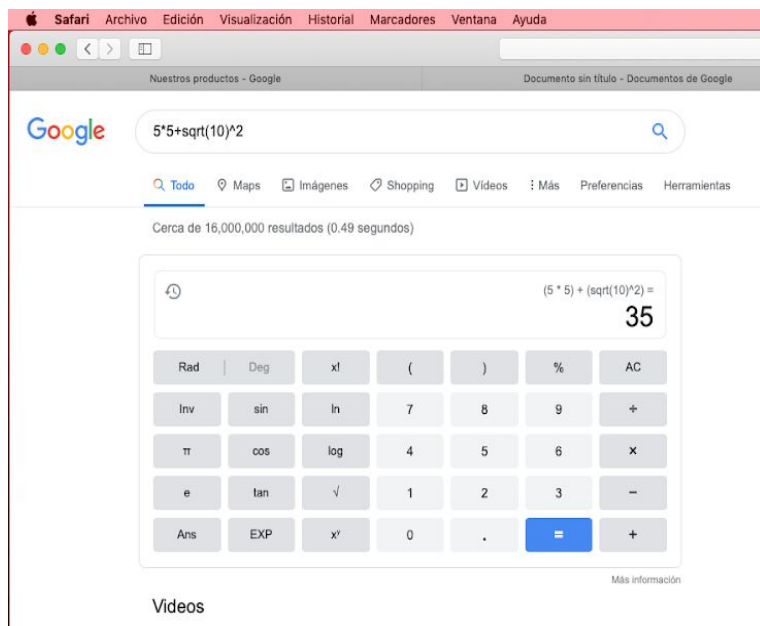 Safari Archivo Edición Visualización Historial Marcadores Ventana Ayuda
Nuestros productos - Google Documento sin título - Documentos de Google
Google 5*5+sqrt(10)^2
Todo Maps Imágenes Shopping Vídeos Más Preferencias Herramientas
Cerca de 16,000,000 resultados (0.49 segundos)
(5 * 5) + (sqrt(10)^2) =
35
Rad | Deg x! ( ) % AC
Inv sin ln 7 8 9 ÷
π cos log 4 5 6 ×
e tan √ 1 2 3 −
Ans EXP xʸ 0 . = +
Más información
Videos